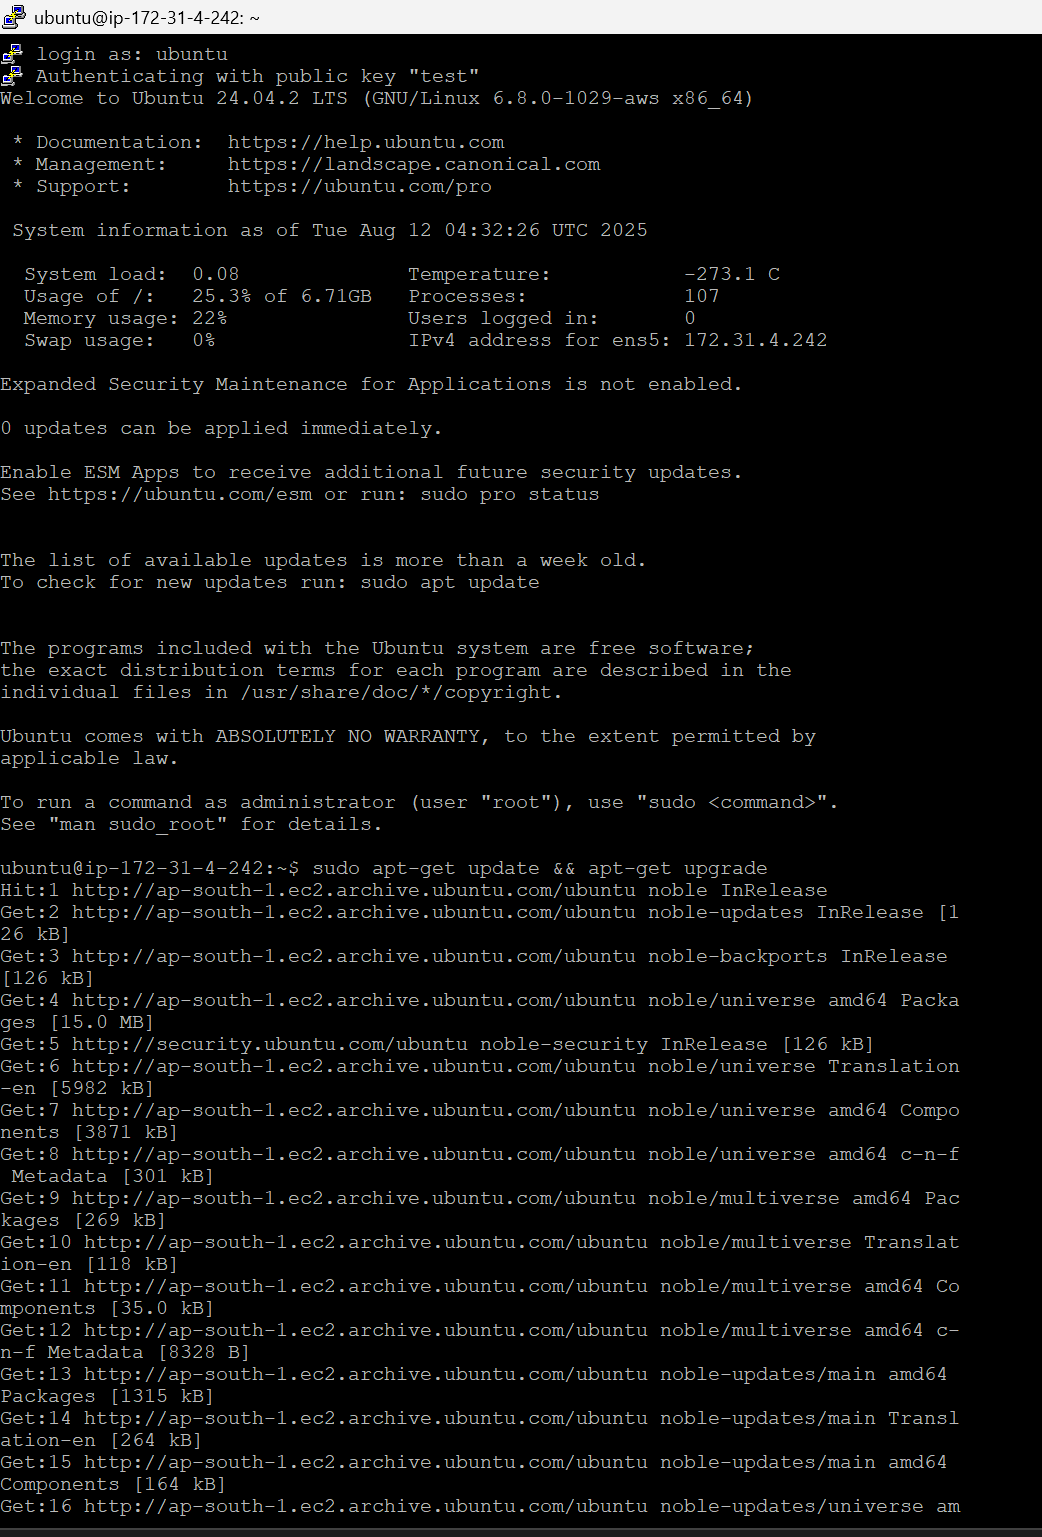 ubuntu@ip-172-31-4-242: ~
login as: ubuntu
Authenticating with public key "test"
Welcome to Ubuntu 24.04.2 LTS (GNU/Linux 6.8.0-1029-aws x86_64)
* Documentation:  https://help.ubuntu.com
* Management:     https://landscape.canonical.com
* Support:        https://ubuntu.com/pro
System information as of Tue Aug 12 04:32:26 UTC 2025
System load:  0.08              Temperature:           -273.1 C
Usage of /:   25.3% of 6.71GB   Processes:             107
Memory usage: 22%               Users logged in:       0
Swap usage:   0%                IPv4 address for ens5: 172.31.4.242
Expanded Security Maintenance for Applications is not enabled.
0 updates can be applied immediately.
Enable ESM Apps to receive additional future security updates.
See https://ubuntu.com/esm or run: sudo pro status
The list of available updates is more than a week old.
To check for new updates run: sudo apt update
The programs included with the Ubuntu system are free software;
the exact distribution terms for each program are described in the
individual files in /usr/share/doc/*/copyright.
Ubuntu comes with ABSOLUTELY NO WARRANTY, to the extent permitted by
applicable law.
To run a command as administrator (user "root"), use "sudo <command>".
See "man sudo_root" for details.
ubuntu@ip-172-31-4-242:~$ sudo apt-get update && apt-get upgrade
Hit:1 http://ap-south-1.ec2.archive.ubuntu.com/ubuntu noble InRelease
Get:2 http://ap-south-1.ec2.archive.ubuntu.com/ubuntu noble-updates InRelease [1
26 kB]
Get:3 http://ap-south-1.ec2.archive.ubuntu.com/ubuntu noble-backports InRelease
[126 kB]
Get:4 http://ap-south-1.ec2.archive.ubuntu.com/ubuntu noble/universe amd64 Packa
ges [15.0 MB]
Get:5 http://security.ubuntu.com/ubuntu noble-security InRelease [126 kB]
Get:6 http://ap-south-1.ec2.archive.ubuntu.com/ubuntu noble/universe Translation
-en [5982 kB]
Get:7 http://ap-south-1.ec2.archive.ubuntu.com/ubuntu noble/universe amd64 Compo
nents [3871 kB]
Get:8 http://ap-south-1.ec2.archive.ubuntu.com/ubuntu noble/universe amd64 c-n-f
Metadata [301 kB]
Get:9 http://ap-south-1.ec2.archive.ubuntu.com/ubuntu noble/multiverse amd64 Pac
kages [269 kB]
Get:10 http://ap-south-1.ec2.archive.ubuntu.com/ubuntu noble/multiverse Translat
ion-en [118 kB]
Get:11 http://ap-south-1.ec2.archive.ubuntu.com/ubuntu noble/multiverse amd64 Co
mponents [35.0 kB]
Get:12 http://ap-south-1.ec2.archive.ubuntu.com/ubuntu noble/multiverse amd64 c-
n-f Metadata [8328 B]
Get:13 http://ap-south-1.ec2.archive.ubuntu.com/ubuntu noble-updates/main amd64
Packages [1315 kB]
Get:14 http://ap-south-1.ec2.archive.ubuntu.com/ubuntu noble-updates/main Transl
ation-en [264 kB]
Get:15 http://ap-south-1.ec2.archive.ubuntu.com/ubuntu noble-updates/main amd64
Components [164 kB]
Get:16 http://ap-south-1.ec2.archive.ubuntu.com/ubuntu noble-updates/universe am